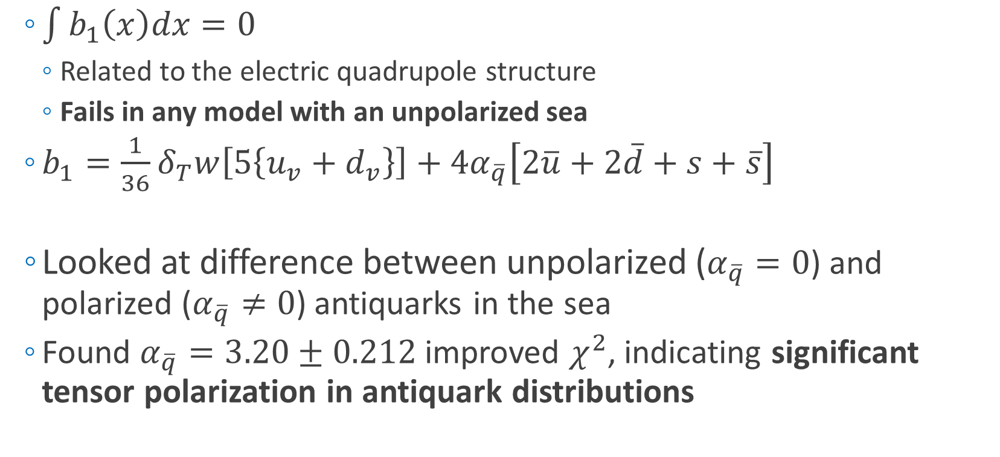 ◦ ∫ b₁(x)dx = 0
◦ Related to the electric quadrupole structure
◦ Fails in any model with an unpolarized sea
◦ b₁ = 1/36 δ_T w[5{u_v + d_v}] + 4α_q̄[2ū + 2d̄ + s + s̄]
◦ Looked at difference between unpolarized (α_q̄ = 0) and
polarized (α_q̄ ≠ 0) antiquarks in the sea
◦ Found α_q̄ = 3.20 ± 0.212 improved χ², indicating significant
tensor polarization in antiquark distributions